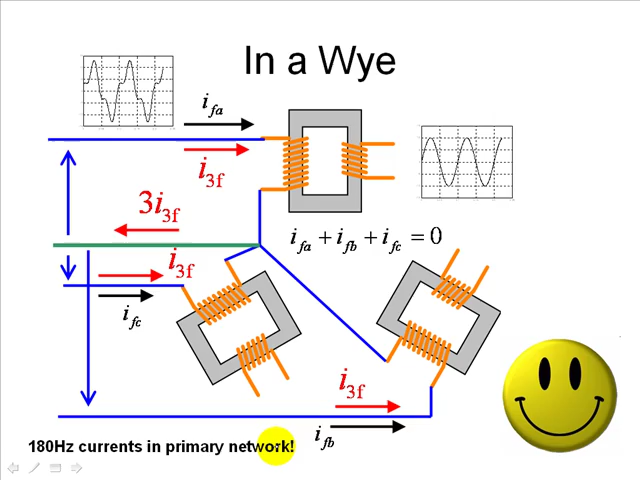 In a Wye
i_fa
i_3f
3i_3f
i_fa + i_fb + i_fc = 0
i_3f
i_fc
i_3f
i_fb
180Hz currents in primary network!